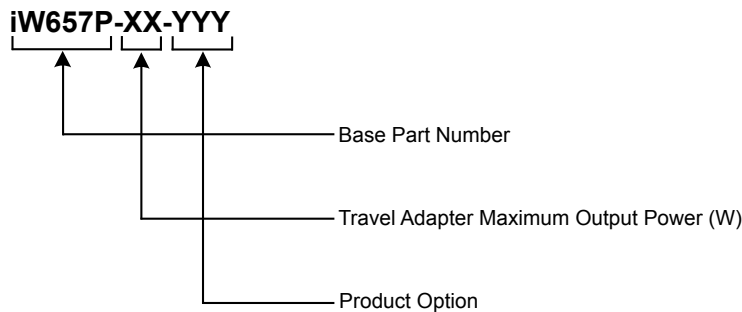 iW657P-XX-YYY
Base Part Number
Travel Adapter Maximum Output Power (W)
Product Option